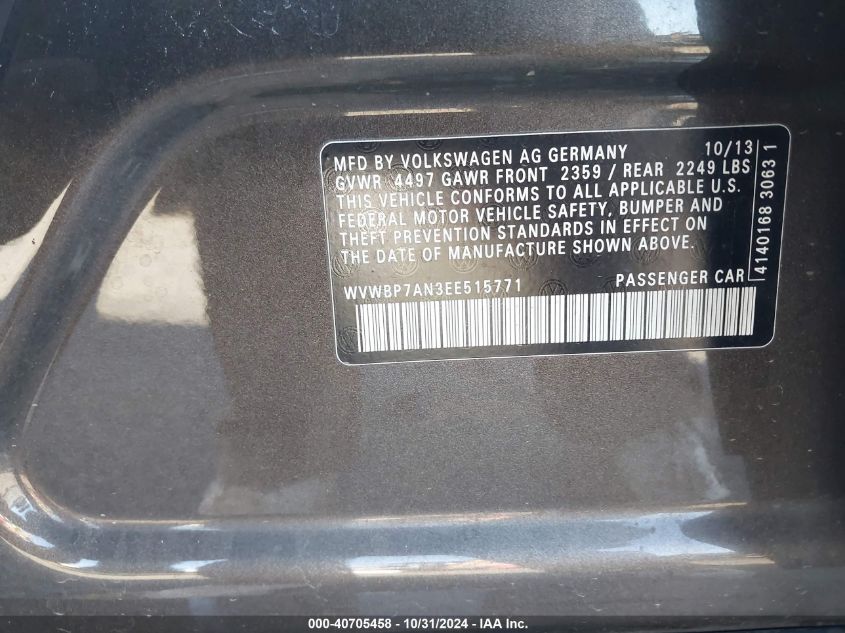 10/13
MFD BY VOLKSWAGEN AG GERMANY
GVWR 4497 GAWR FRONT 2359 / REAR 2249 LBS
THIS VEHICLE CONFORMS TO ALL APPLICABLE U.S.
FEDERAL MOTOR VEHICLE SAFETY, BUMPER AND
THEFT PREVENTION STANDARDS IN EFFECT ON
THE DATE OF MANUFACTURE SHOWN ABOVE.
WVWBP7AN3EE515771 PASSENGER CAR
4140168 30631
000-40705458 - 10/31/2024 - IAA Inc.